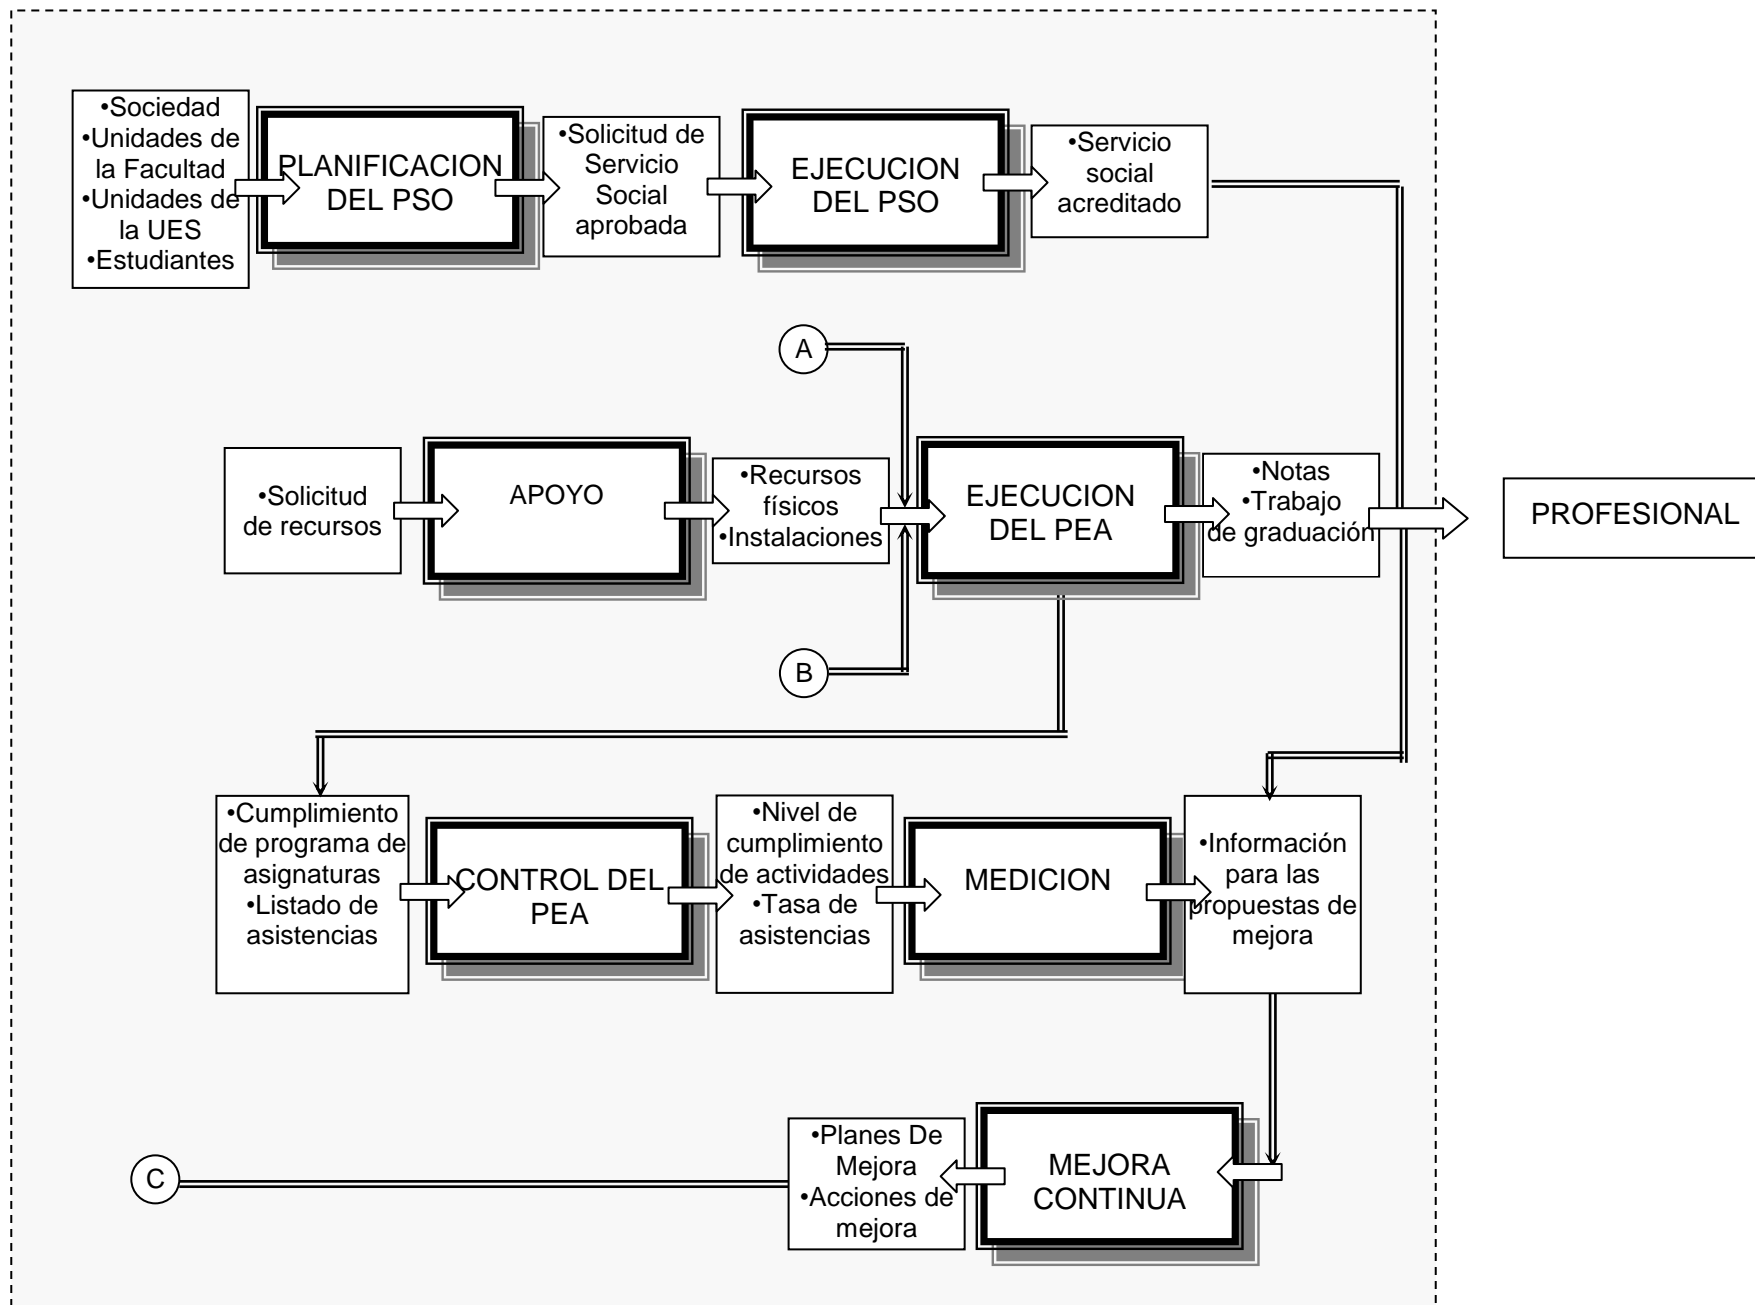 •Sociedad
•Unidades de
la Facultad
•Unidades de
la UES
•Estudiantes
PLANIFICACION
DEL PSO
•Solicitud de
Servicio
Social
aprobada
EJECUCION
DEL PSO
•Servicio
social
acreditado
A
•Solicitud
de recursos
APOYO
•Recursos
físicos
•Instalaciones
EJECUCION
DEL PEA
•Notas
•Trabajo
de graduación
PROFESIONAL
B
•Cumplimiento
de programa de
asignaturas
•Listado de
asistencias
CONTROL DEL
PEA
•Nivel de
cumplimiento
de actividades
•Tasa de
asistencias
MEDICION
•Información
para las
propuestas de
mejora
C
•Planes De
Mejora
•Acciones de
mejora
MEJORA
CONTINUA